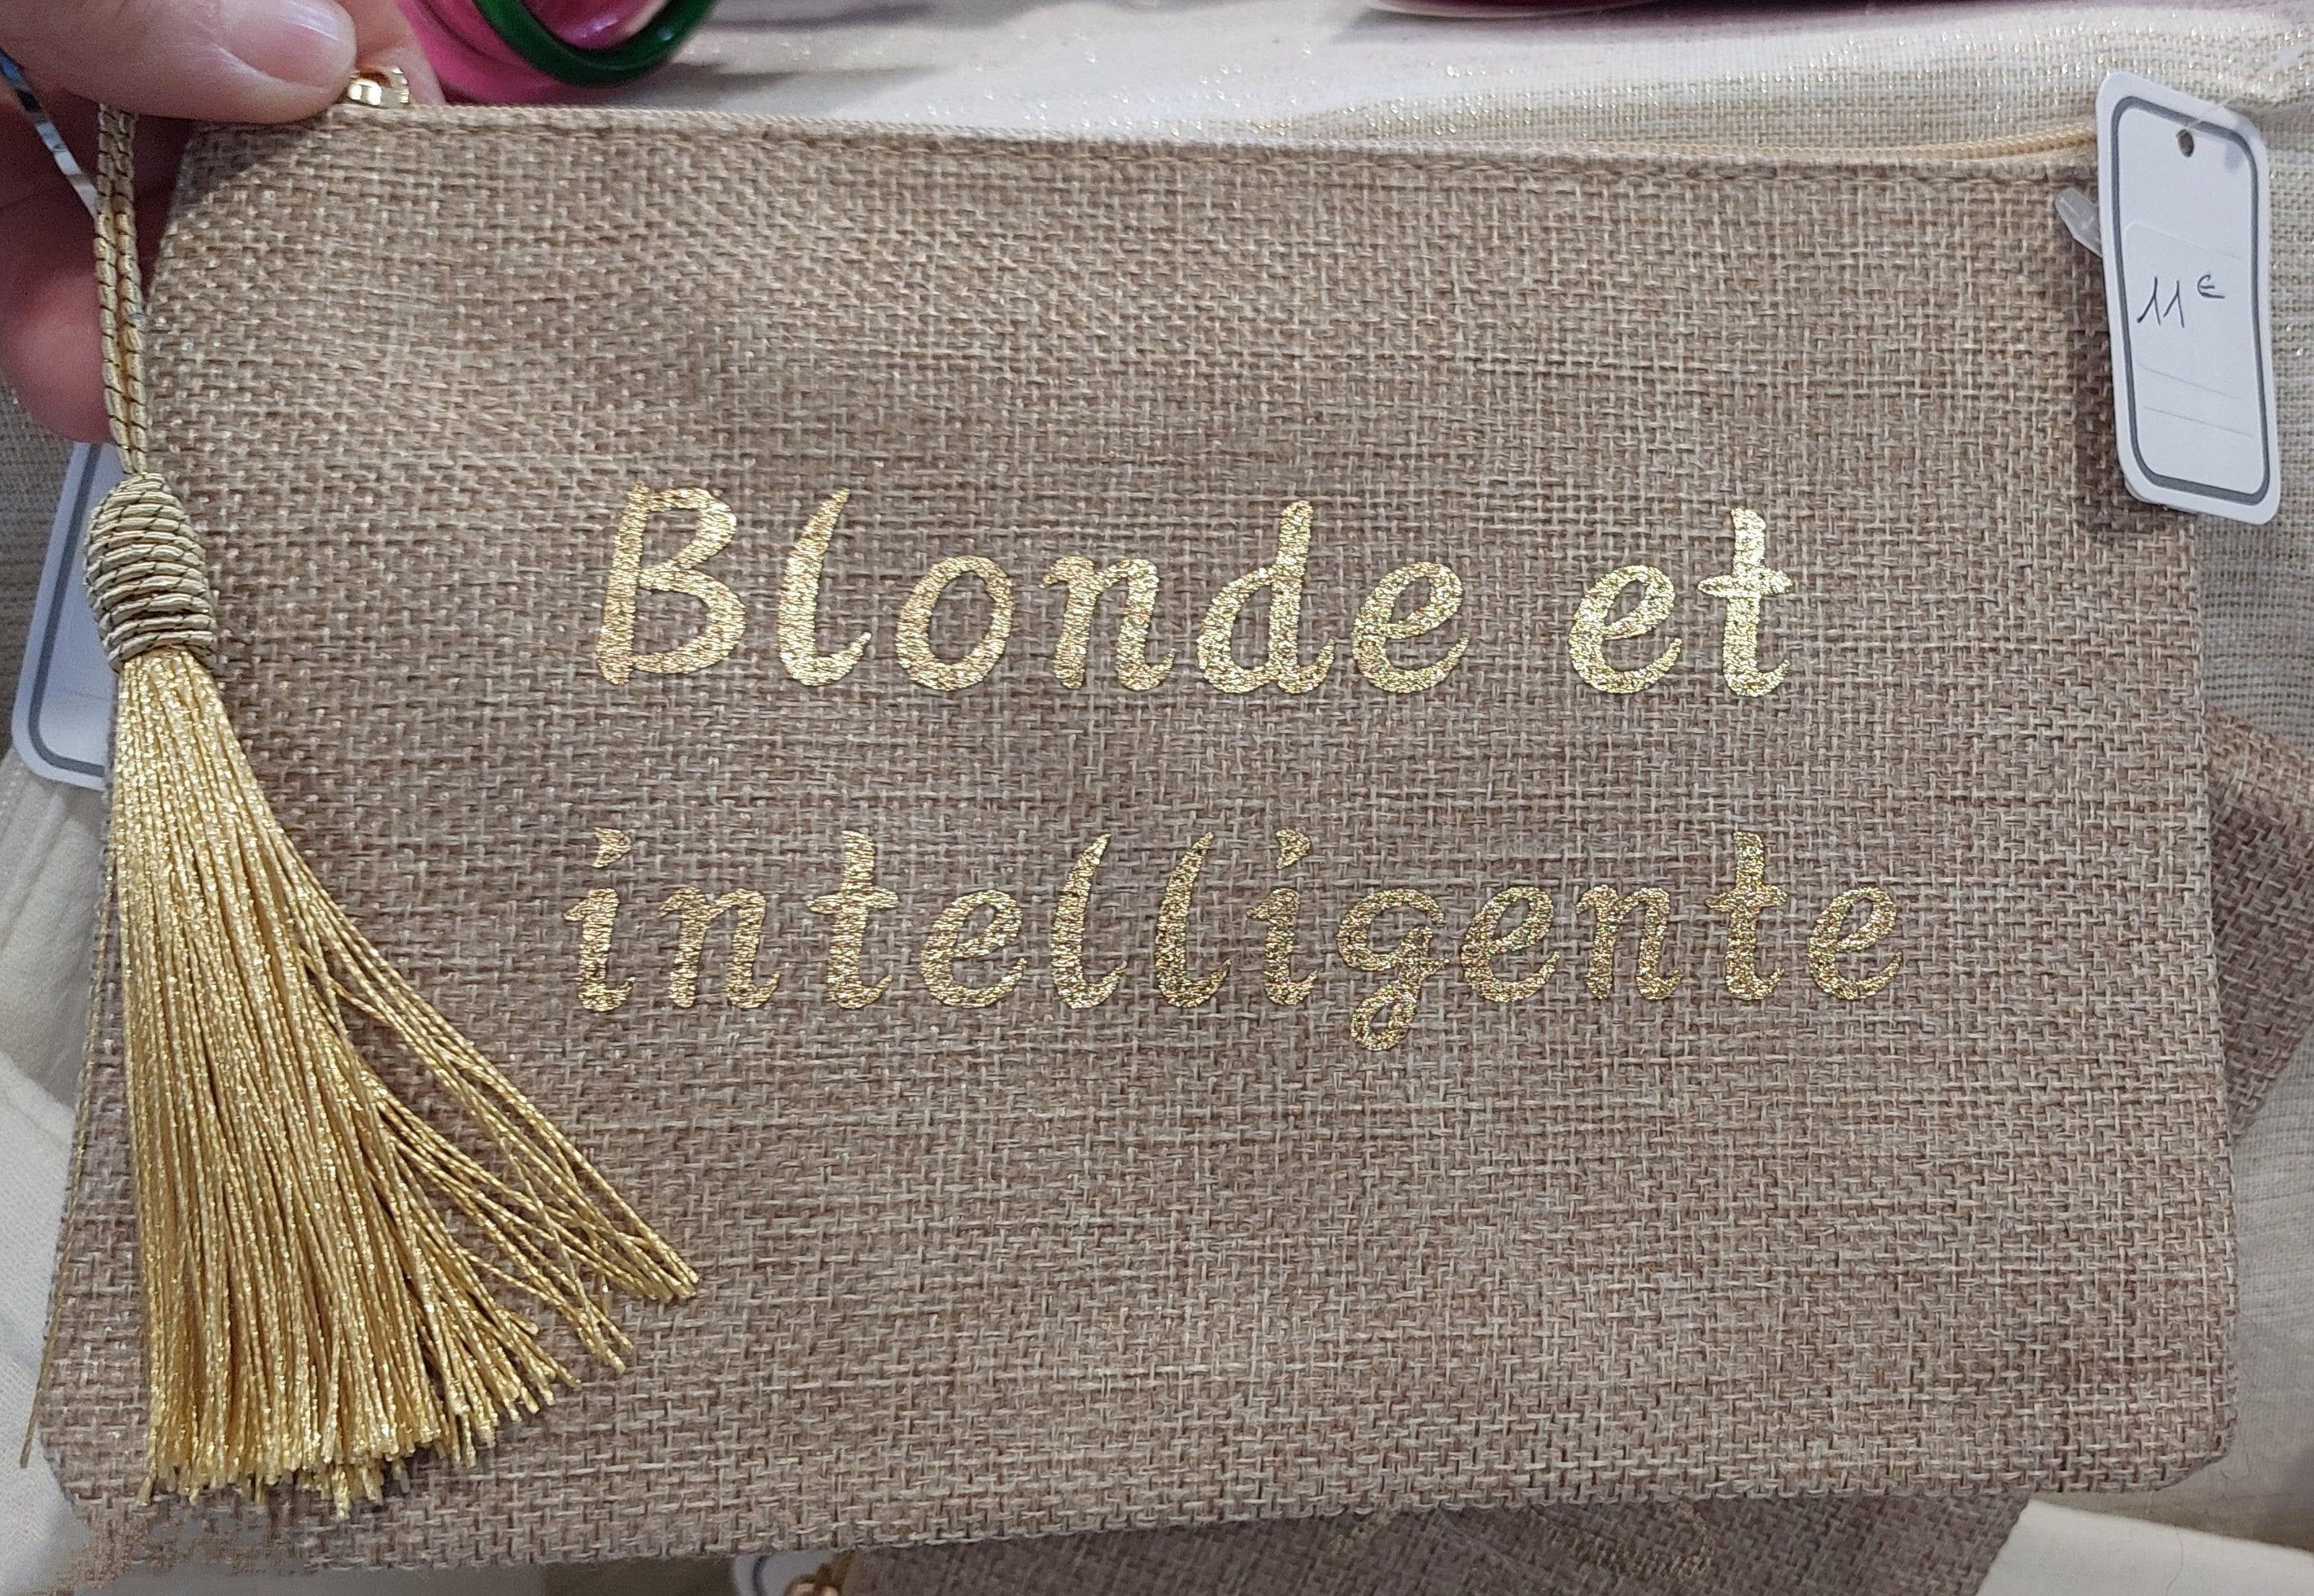 11€
Blonde et
intelligente